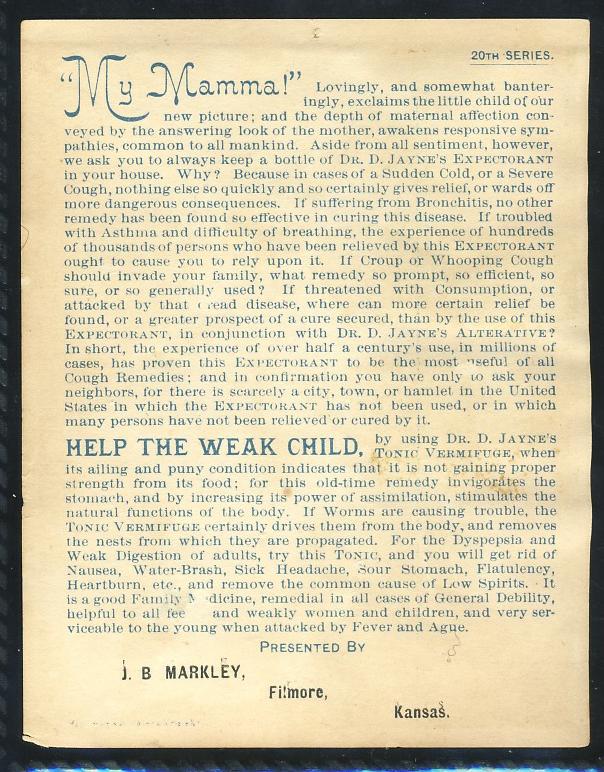 20TH SERIES.
"My Mamma!" Lovingly, and somewhat banter-
ingly, exclaims the little child of our
new picture; and the depth of maternal affection con-
veyed by the answering look of the mother, awakens responsive sym-
pathies, common to all mankind. Aside from all sentiment, however,
we ask you to always keep a bottle of DR. D. JAYNE'S EXPECTORANT
in your house. Why? Because in cases of a Sudden Cold, or a Severe
Cough, nothing else so quickly and so certainly gives relief, or wards off
more dangerous consequences. If suffering from Bronchitis, no other
remedy has been found so effective in curing this disease. If troubled
with Asthma and difficulty of breathing, the experience of hundreds
of thousands of persons who have been relieved by this EXPECTORANT
ought to cause you to rely upon it. If Croup or Whooping Cough
should invade your family, what remedy so prompt, so efficient, so
sure, or so generally used? If threatened with Consumption, or
attacked by that dread disease, where can more certain relief be
found, or a greater prospect of a cure secured, than by the use of this
EXPECTORANT, in conjunction with DR. D. JAYNE'S ALTERATIVE?
In short, the experience of over half a century's use, in millions of
cases, has proven this EXPECTORANT to be the most useful of all
Cough Remedies; and in confirmation you have only to ask your
neighbors, for there is scarcely a city, town, or hamlet in the United
States in which the EXPECTORANT has not been used, or in which
many persons have not been relieved or cured by it.
HELP THE WEAK CHILD, by using DR. D. JAYNE'S
TONIC VERMIFUGE, when
its ailing and puny condition indicates that it is not gaining proper
strength from its food; for this old-time remedy invigorates the
stomach, and by increasing its power of assimilation, stimulates the
natural functions of the body. If Worms are causing trouble, the
TONIC VERMIFUGE certainly drives them from the body, and removes
the nests from which they are propagated. For the Dyspepsia and
Weak Digestion of adults, try this TONIC, and you will get rid of
Nausea, Water-Brash, Sick Headache, Sour Stomach, Flatulency,
Heartburn, etc., and remove the common cause of Low Spirits. It
is a good Family Medicine, remedial in all cases of General Debility,
helpful to all fee and weakly women and children, and very ser-
viceable to the young when attacked by Fever and Ague.
PRESENTED BY
J. B MARKLEY,
Filmore,
Kansas.